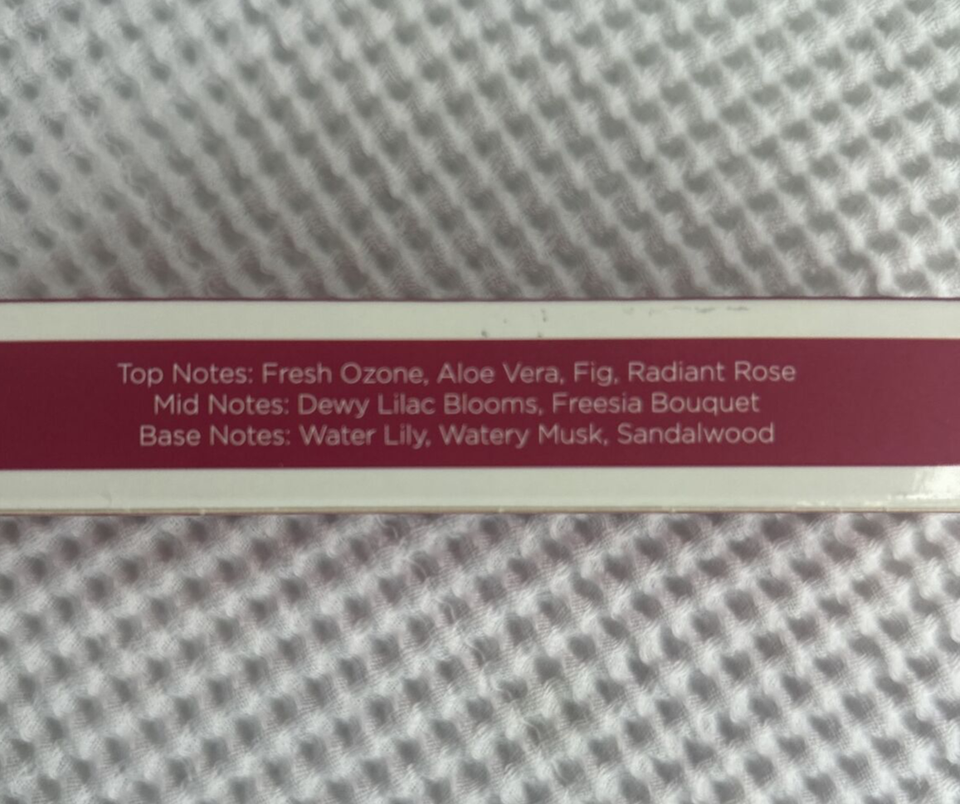 Top Notes: Fresh Ozone, Aloe Vera, Fig, Radiant Rose
Mid Notes: Dewy Lilac Blooms, Freesia Bouquet
Base Notes: Water Lily, Watery Musk, Sandalwood